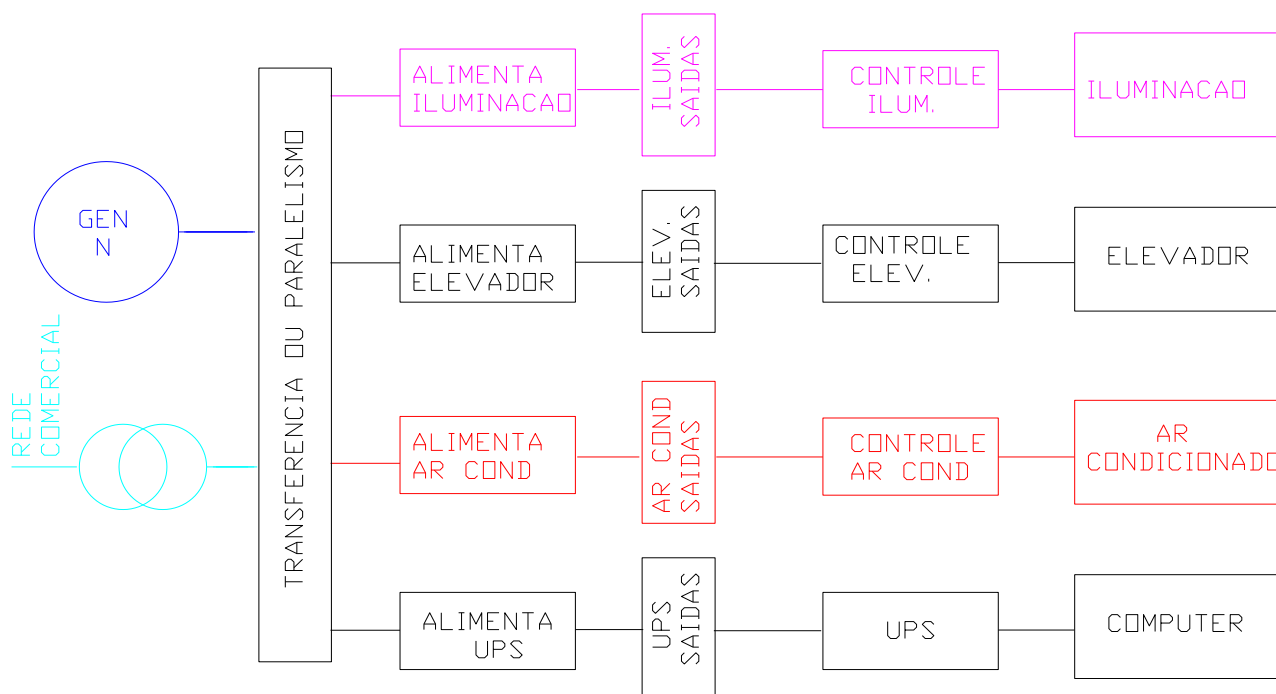 GEN
N
REDE
COMERCIAL
TRANSFERENCIA OU PARALELISMO
ALIMENTA
ILUMINACAO
ILUM.
SAIDAS
CONTROLE
ILUM.
ILUMINACAO
ALIMENTA
ELEVADOR
ELEV.
SAIDAS
CONTROLE
ELEV.
ELEVADOR
ALIMENTA
AR COND
AR COND
SAIDAS
CONTROLE
AR COND
AR
CONDICIONADO
ALIMENTA
UPS
UPS
SAIDAS
UPS
COMPUTER